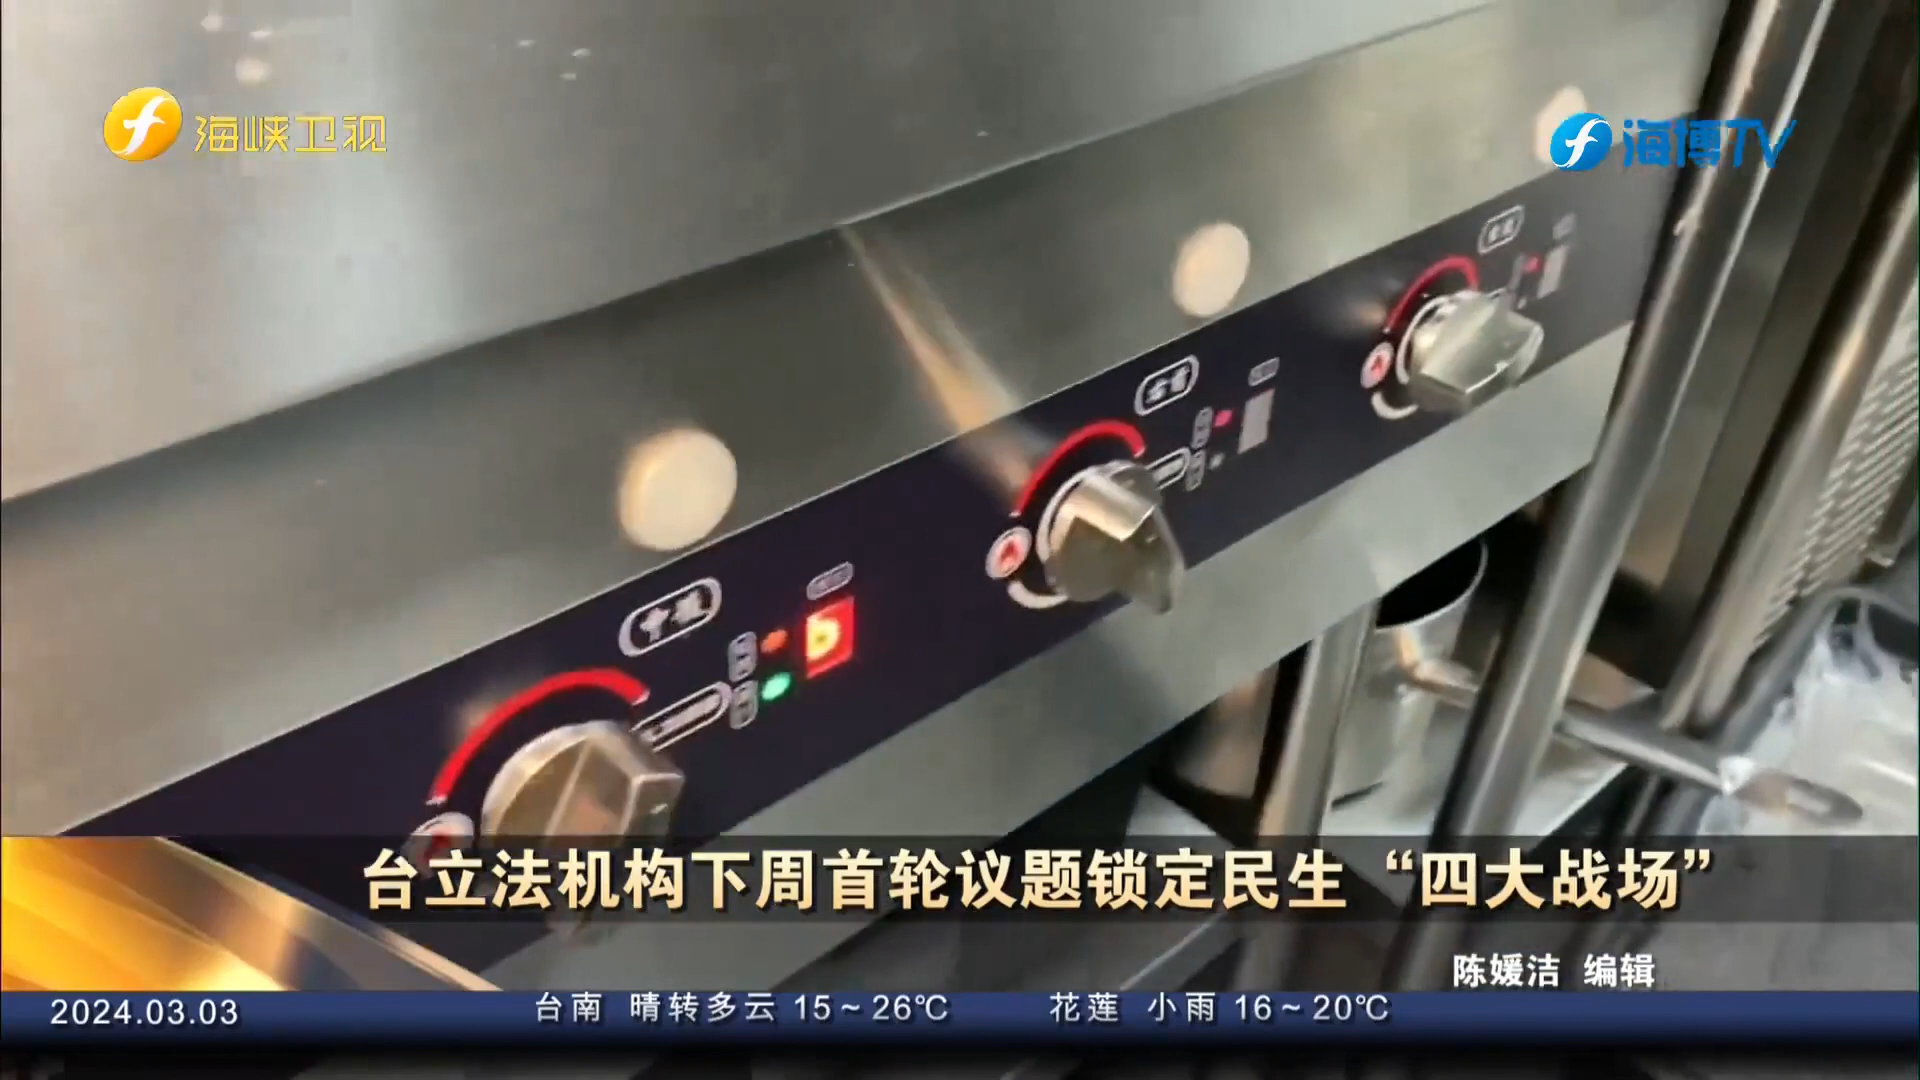 海峡卫视
海博TV
台立法机构下周首轮议题锁定民生“四大战场”
陈媛洁 编辑
2024.03.03 台南 晴转多云 15～26℃ 花莲 小雨 16～20℃